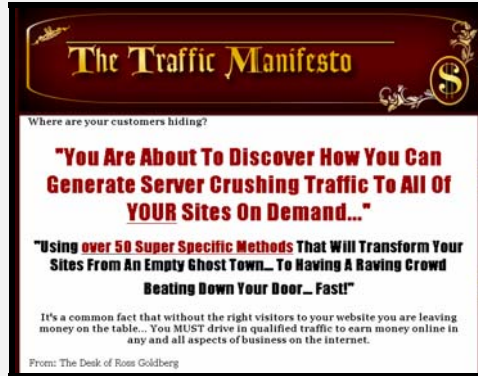 The Traffic Manifesto
$
Where are your customers hiding?
"You Are About To Discover How You Can
Generate Server Crushing Traffic To All Of
YOUR Sites On Demand..."
"Using over 50 Super Specific Methods That Will Transform Your
Sites From An Empty Ghost Town... To Having A Raving Crowd
Beating Down Your Door... Fast!"
It's a common fact that without the right visitors to your website you are leaving
money on the table... You MUST drive in qualified traffic to earn money online in
any and all aspects of business on the internet.
From: The Desk of Ross Goldberg